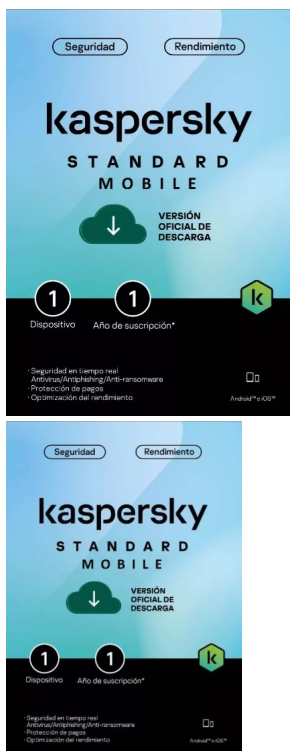 Seguridad Rendimiento
kaspersky
STANDARD
MOBILE
VERSIÓN
OFICIAL DE
DESCARGA
1 1 k
Dispositivo Año de suscripción*
· Seguridad en tiempo real
Antivirus/Antiphishing/Anti-ransomware
· Protección de pagos
· Optimización del rendimiento
Android™ e iOS™
Seguridad Rendimiento
kaspersky
STANDARD
MOBILE
VERSIÓN
OFICIAL DE
DESCARGA
1 1 k
Dispositivo Año de suscripción*
· Seguridad en tiempo real
Antivirus/Antiphishing/Anti-ransomware
· Protección de pagos
· Optimización del rendimiento
Android™ e iOS™